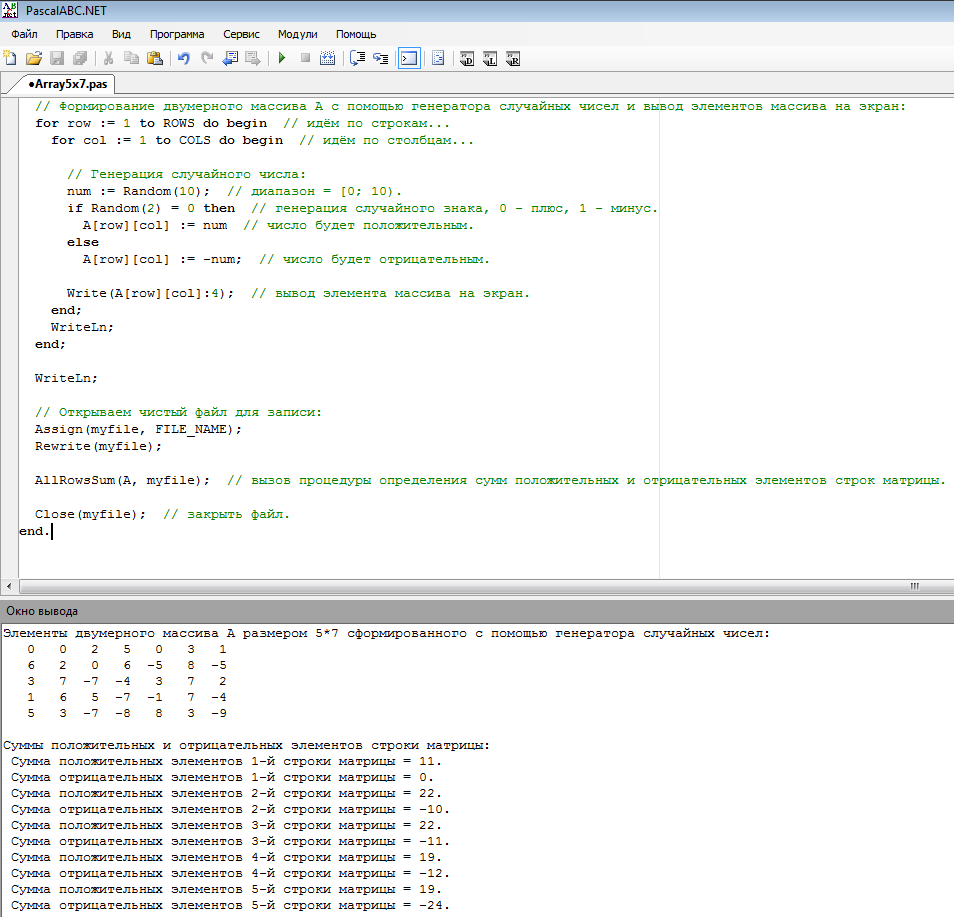 PascalABC.NET
Файл Правка Вид Программа Сервис Модули Помощь
•Array5x7.pas
// Формирование двумерного массива A с помощью генератора случайных чисел и вывод элементов массива на экран:
for row := 1 to ROWS do begin // идём по строкам...
for col := 1 to COLS do begin // идём по столбцам...
// Генерация случайного числа:
num := Random(10); // диапазон = [0; 10).
if Random(2) = 0 then // генерация случайного знака, 0 - плюс, 1 - минус.
A[row][col] := num // число будет положительным.
else
A[row][col] := -num; // число будет отрицательным.
Write(A[row][col]:4); // вывод элемента массива на экран.
end;
WriteLn;
end;
WriteLn;
// Открываем чистый файл для записи:
Assign(myfile, FILE_NAME);
Rewrite(myfile);
AllRowsSum(A, myfile); // вызов процедуры определения сумм положительных и отрицательных элементов строк матрицы.
Close(myfile); // закрыть файл.
end.
Окно вывода
Элементы двумерного массива A размером 5*7 сформированного с помощью генератора случайных чисел:
0 0 2 5 0 3 1
6 2 0 6 -5 8 -5
3 7 -7 -4 3 7 2
1 6 5 -7 -1 7 -4
5 3 -7 -8 8 3 -9
Суммы положительных и отрицательных элементов строки матрицы:
Сумма положительных элементов 1-й строки матрицы = 11.
Сумма отрицательных элементов 1-й строки матрицы = 0.
Сумма положительных элементов 2-й строки матрицы = 22.
Сумма отрицательных элементов 2-й строки матрицы = -10.
Сумма положительных элементов 3-й строки матрицы = 22.
Сумма отрицательных элементов 3-й строки матрицы = -11.
Сумма положительных элементов 4-й строки матрицы = 19.
Сумма отрицательных элементов 4-й строки матрицы = -12.
Сумма положительных элементов 5-й строки матрицы = 19.
Сумма отрицательных элементов 5-й строки матрицы = -24.